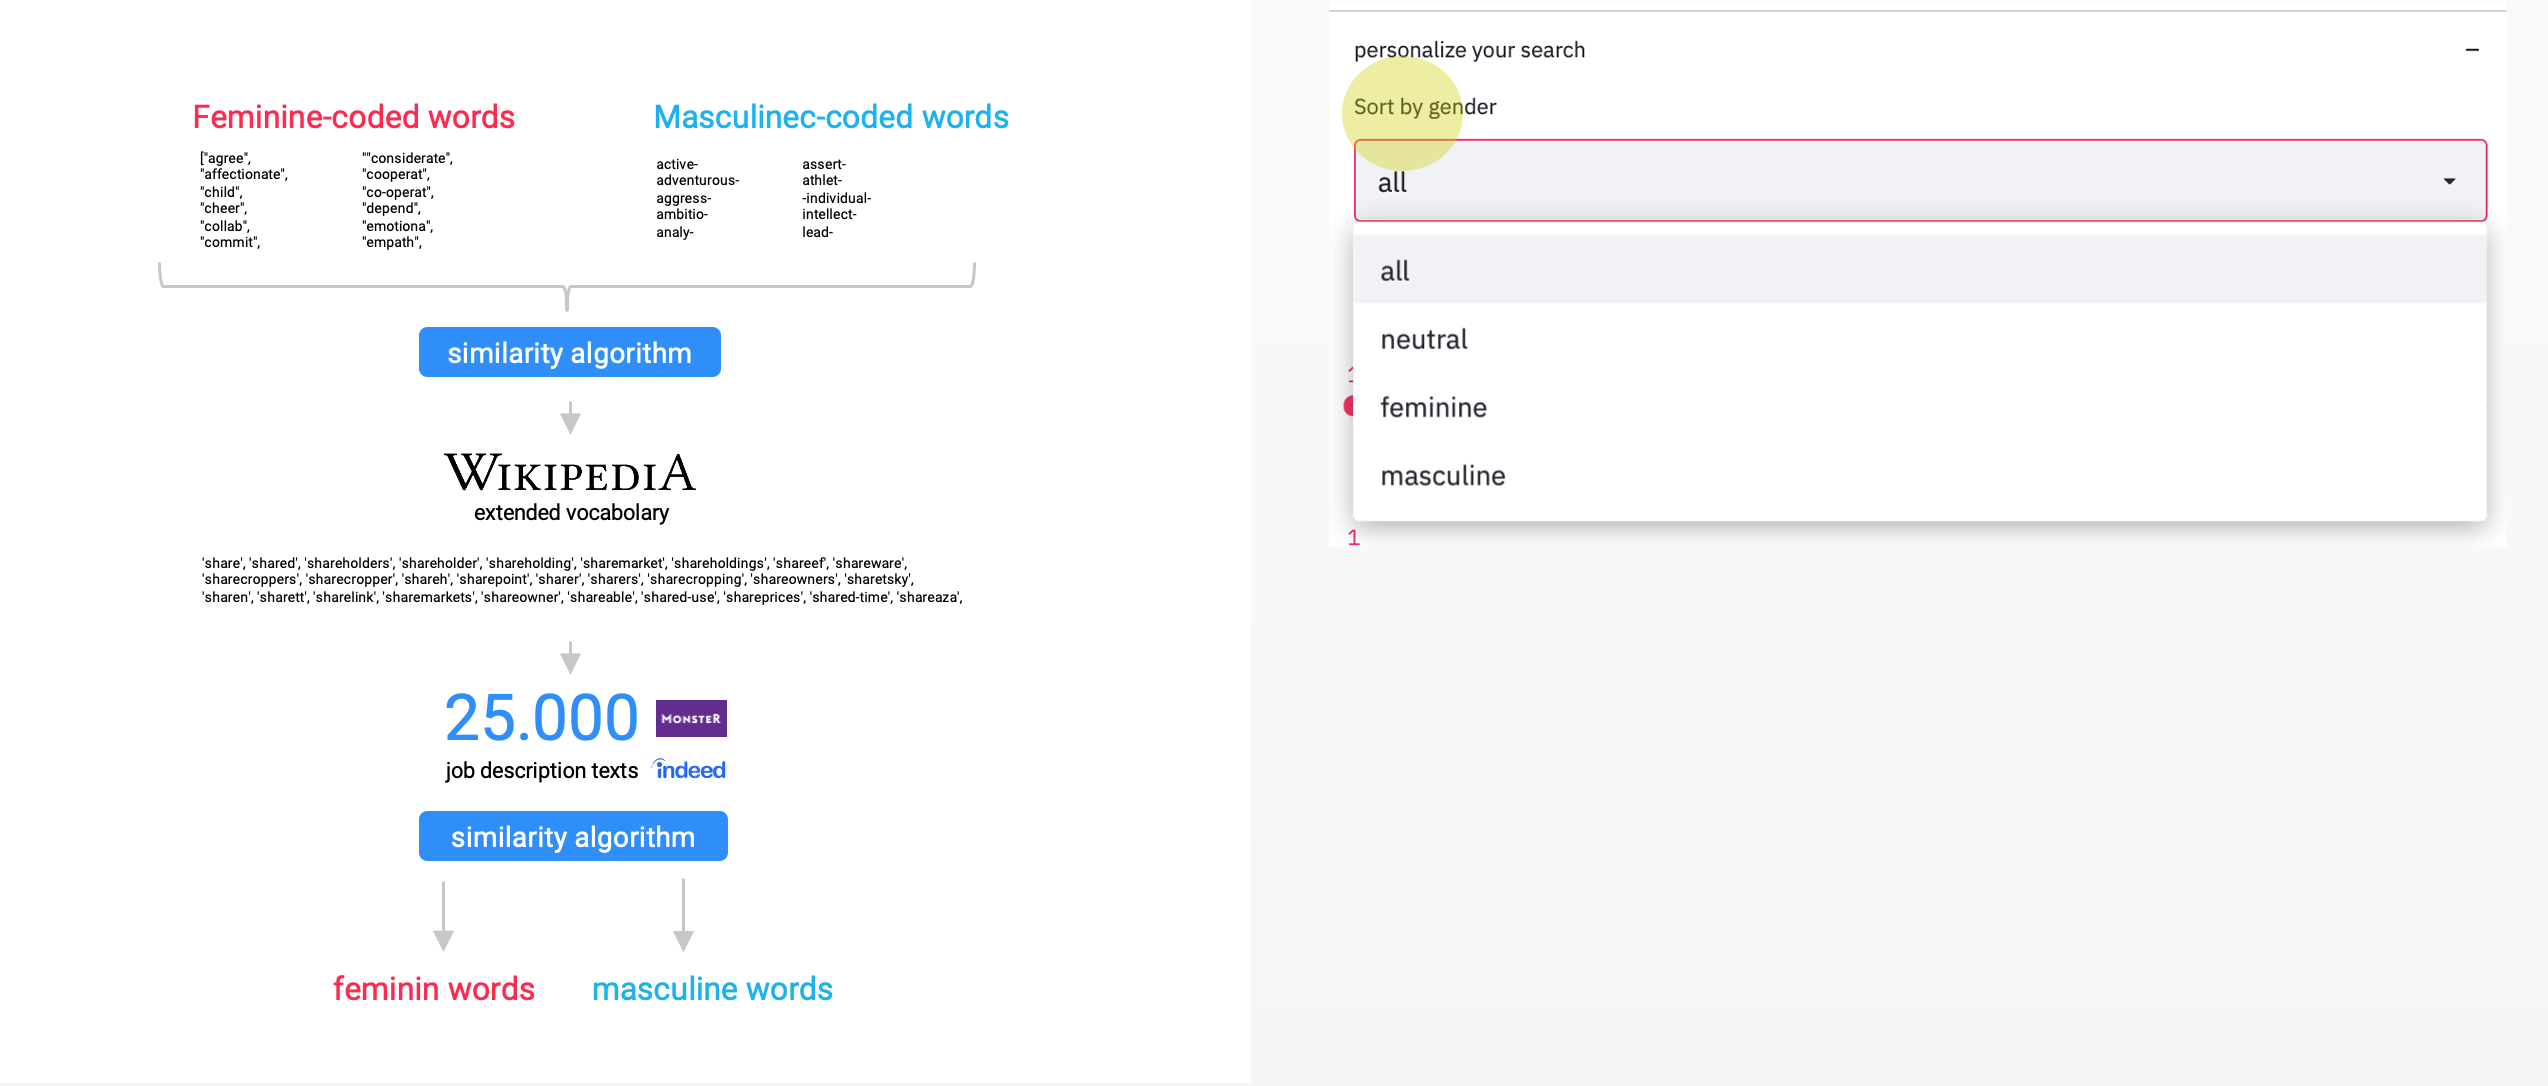 Feminine-coded words
["agree",
"affectionate",
"child",
"cheer",
"collab",
"commit",
""considerate",
"cooperat",
"co-operat",
"depend",
"emotiona",
"empath",
Masculinec-coded words
active-
adventurous-
aggress-
ambitio-
analy-
assert-
athlet-
-individual-
intellect-
lead-
similarity algorithm
WIKIPEDIA
extended vocabolary
'share', 'shared', 'shareholders', 'shareholder', 'shareholding', 'sharemarket', 'shareholdings', 'shareef', 'shareware',
'sharecroppers', 'sharecropper', 'shareh', 'sharepoint', 'sharer', 'sharers', 'sharecropping', 'shareowners', 'sharetsky',
'sharen', 'sharett', 'sharelink', 'sharemarkets', 'shareowner', 'shareable', 'shared-use', 'shareprices', 'shared-time', 'shareaza',
25.000
MONSTER
job description texts
indeed
similarity algorithm
feminin words
masculine words
personalize your search
Sort by gender
all
all
neutral
feminine
masculine
1